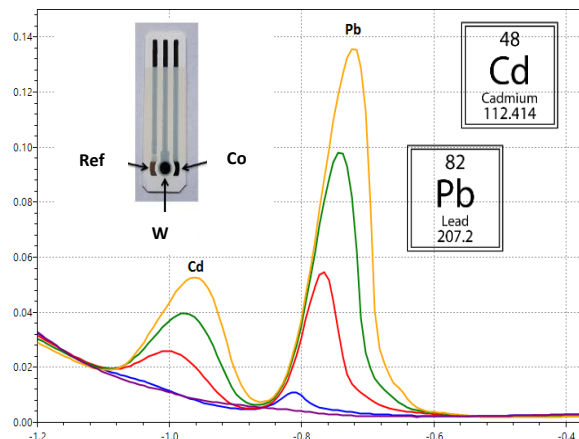 0.14
0.12
0.10
0.08
0.06
0.04
0.02
0.00
-1.2
-1.0
-0.8
-0.6
-0.4
Ref
Co
W
Cd
Pb
48
Cd
Cadmium
112.414
82
Pb
Lead
207.2